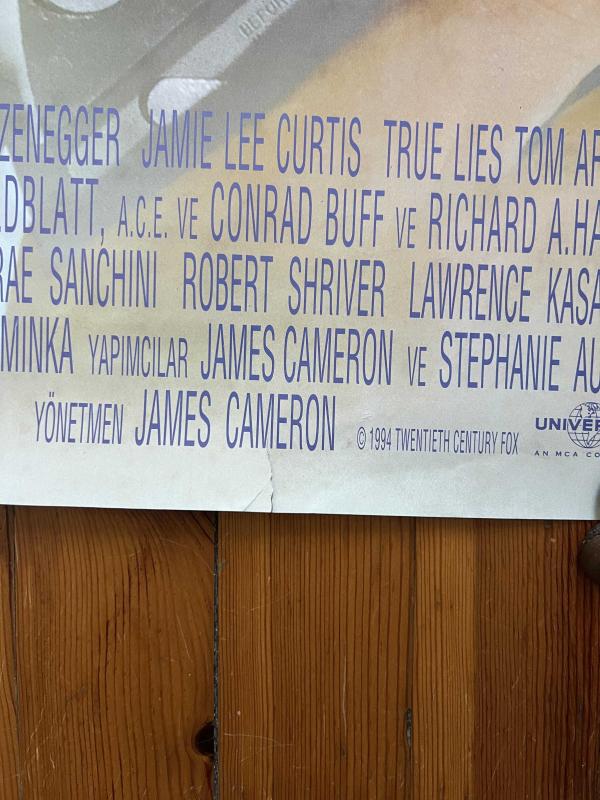 BEFOR
ZENEGGER JAMIE LEE CURTIS TRUE LIES TOM AR
LDBLATT, A.C.E. VE CONRAD BUFF VE RICHARD A.HA
RAE SANCHINI ROBERT SHRIVER LAWRENCE KASA
MINKA YAPIMCILAR JAMES CAMERON VE STEPHANIE AU
YÖNETMEN JAMES CAMERON © 1994 TWENTIETH CENTURY FOX UNIVER
AN MCA CO